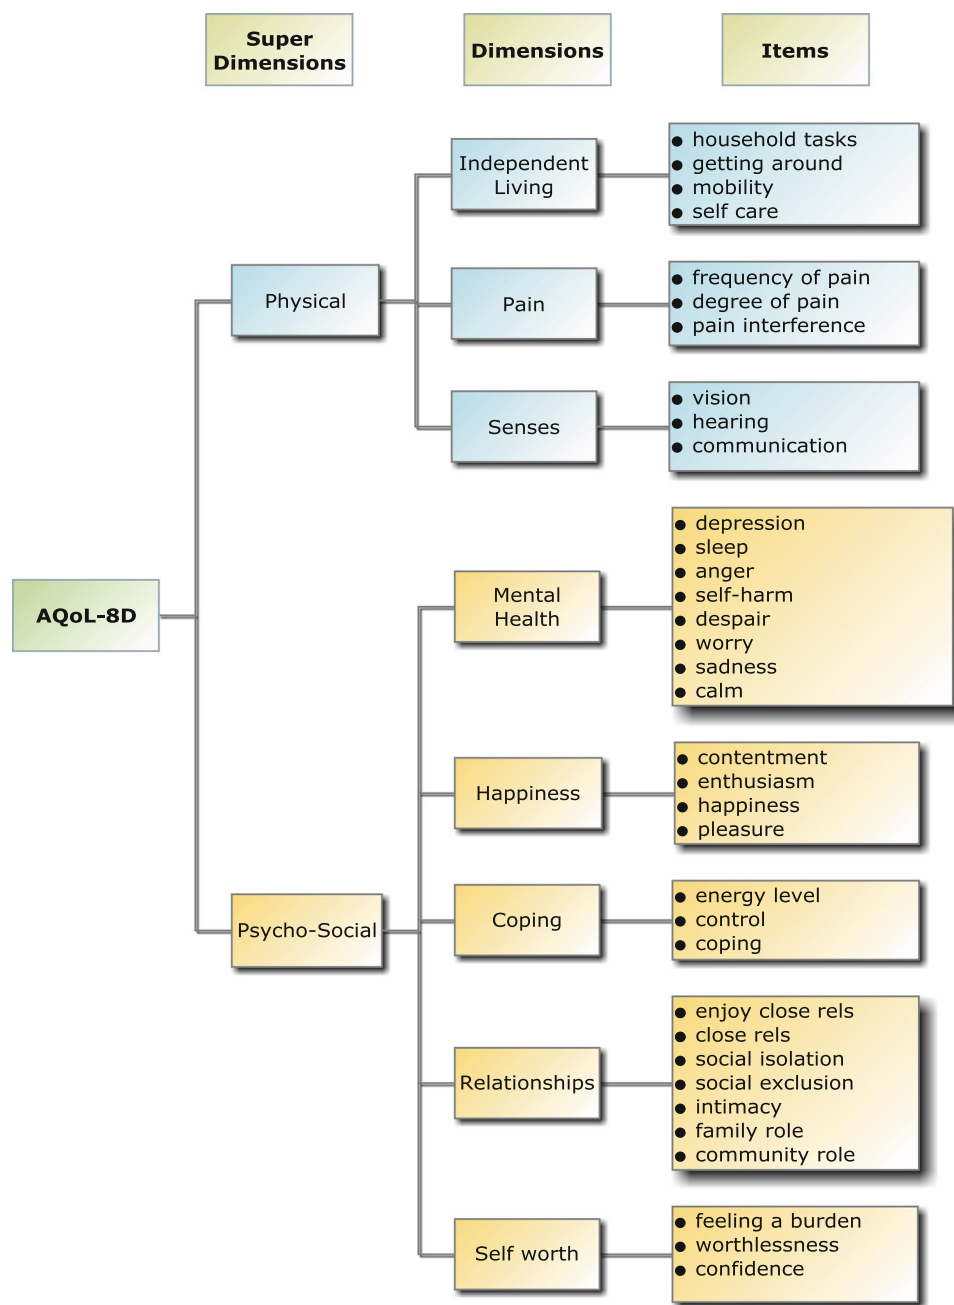 Super
Dimensions
Dimensions
Items
Independent
Living
● household tasks
● getting around
● mobility
● self care
Physical
Pain
● frequency of pain
● degree of pain
● pain interference
Senses
● vision
● hearing
● communication
AQoL-8D
Mental
Health
● depression
● sleep
● anger
● self-harm
● despair
● worry
● sadness
● calm
Happiness
● contentment
● enthusiasm
● happiness
● pleasure
Psycho-Social
Coping
● energy level
● control
● coping
Relationships
● enjoy close rels
● close rels
● social isolation
● social exclusion
● intimacy
● family role
● community role
Self worth
● feeling a burden
● worthlessness
● confidence